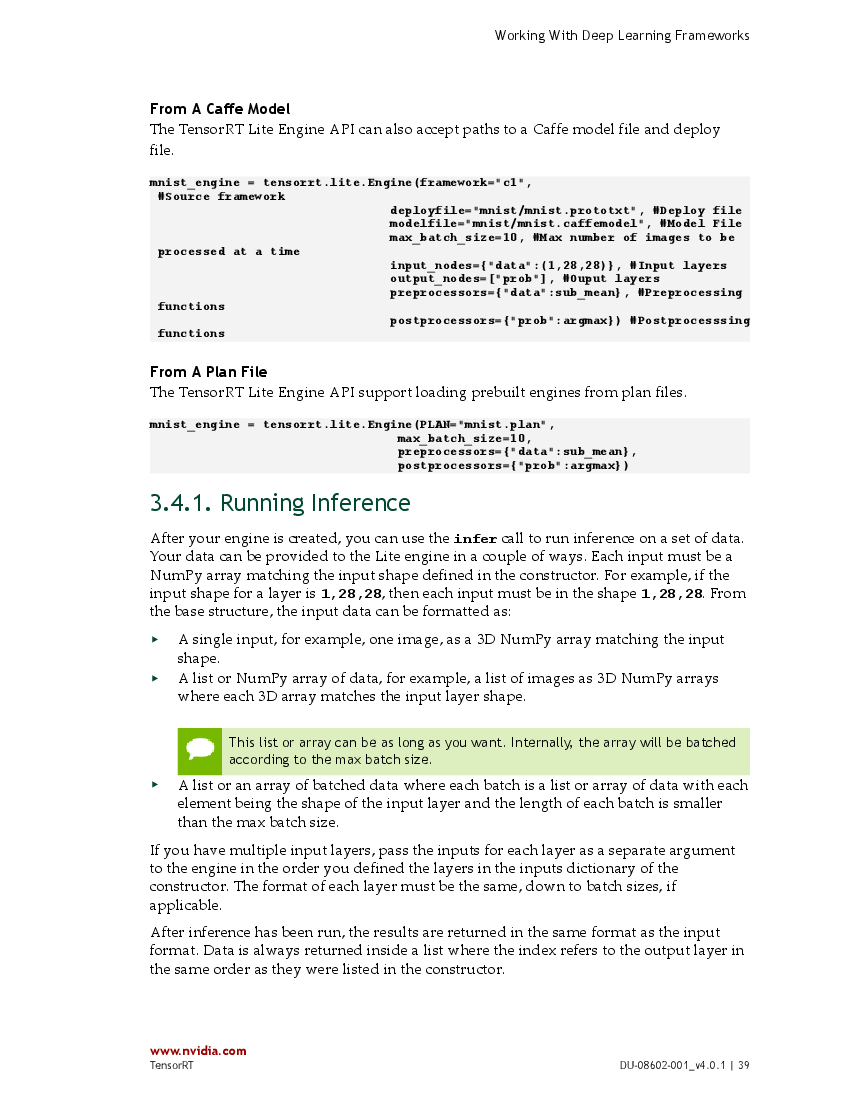 Working With Deep Learning Frameworks
From A Caffe Model
The TensorRT Lite Engine API can also accept paths to a Caffe model file and deploy
file.
mnist_engine = tensorrt.lite.Engine(framework="c1",
#Source framework
deployfile="mnist/mnist.prototxt", #Deploy file
modelfile="mnist/mnist.caffemodel", #Model File
max_batch_size=10, #Max number of images to be
processed at a time
input_nodes={"data":(1,28,28)}, #Input layers
output_nodes=["prob"], #Ouput layers
preprocessors={"data":sub_mean}, #Preprocessing
functions
postprocessors={"prob":argmax}) #Postprocesssing
functions
From A Plan File
The TensorRT Lite Engine API support loading prebuilt engines from plan files.
mnist_engine = tensorrt.lite.Engine(PLAN="mnist.plan",
max_batch_size=10,
preprocessors={"data":sub_mean},
postprocessors={"prob":argmax})
3.4.1. Running Inference
After your engine is created, you can use the infer call to run inference on a set of data.
Your data can be provided to the Lite engine in a couple of ways. Each input must be a
NumPy array matching the input shape defined in the constructor. For example, if the
input shape for a layer is 1,28,28, then each input must be in the shape 1,28,28. From
the base structure, the input data can be formatted as:
‣ A single input, for example, one image, as a 3D NumPy array matching the input
shape.
‣ A list or NumPy array of data, for example, a list of images as 3D NumPy arrays
where each 3D array matches the input layer shape.
This list or array can be as long as you want. Internally, the array will be batched
according to the max batch size.
‣ A list or an array of batched data where each batch is a list or array of data with each
element being the shape of the input layer and the length of each batch is smaller
than the max batch size.
If you have multiple input layers, pass the inputs for each layer as a separate argument
to the engine in the order you defined the layers in the inputs dictionary of the
constructor. The format of each layer must be the same, down to batch sizes, if
applicable.
After inference has been run, the results are returned in the same format as the input
format. Data is always returned inside a list where the index refers to the output layer in
the same order as they were listed in the constructor.
www.nvidia.com
TensorRT DU-08602-001_v4.0.1 | 39